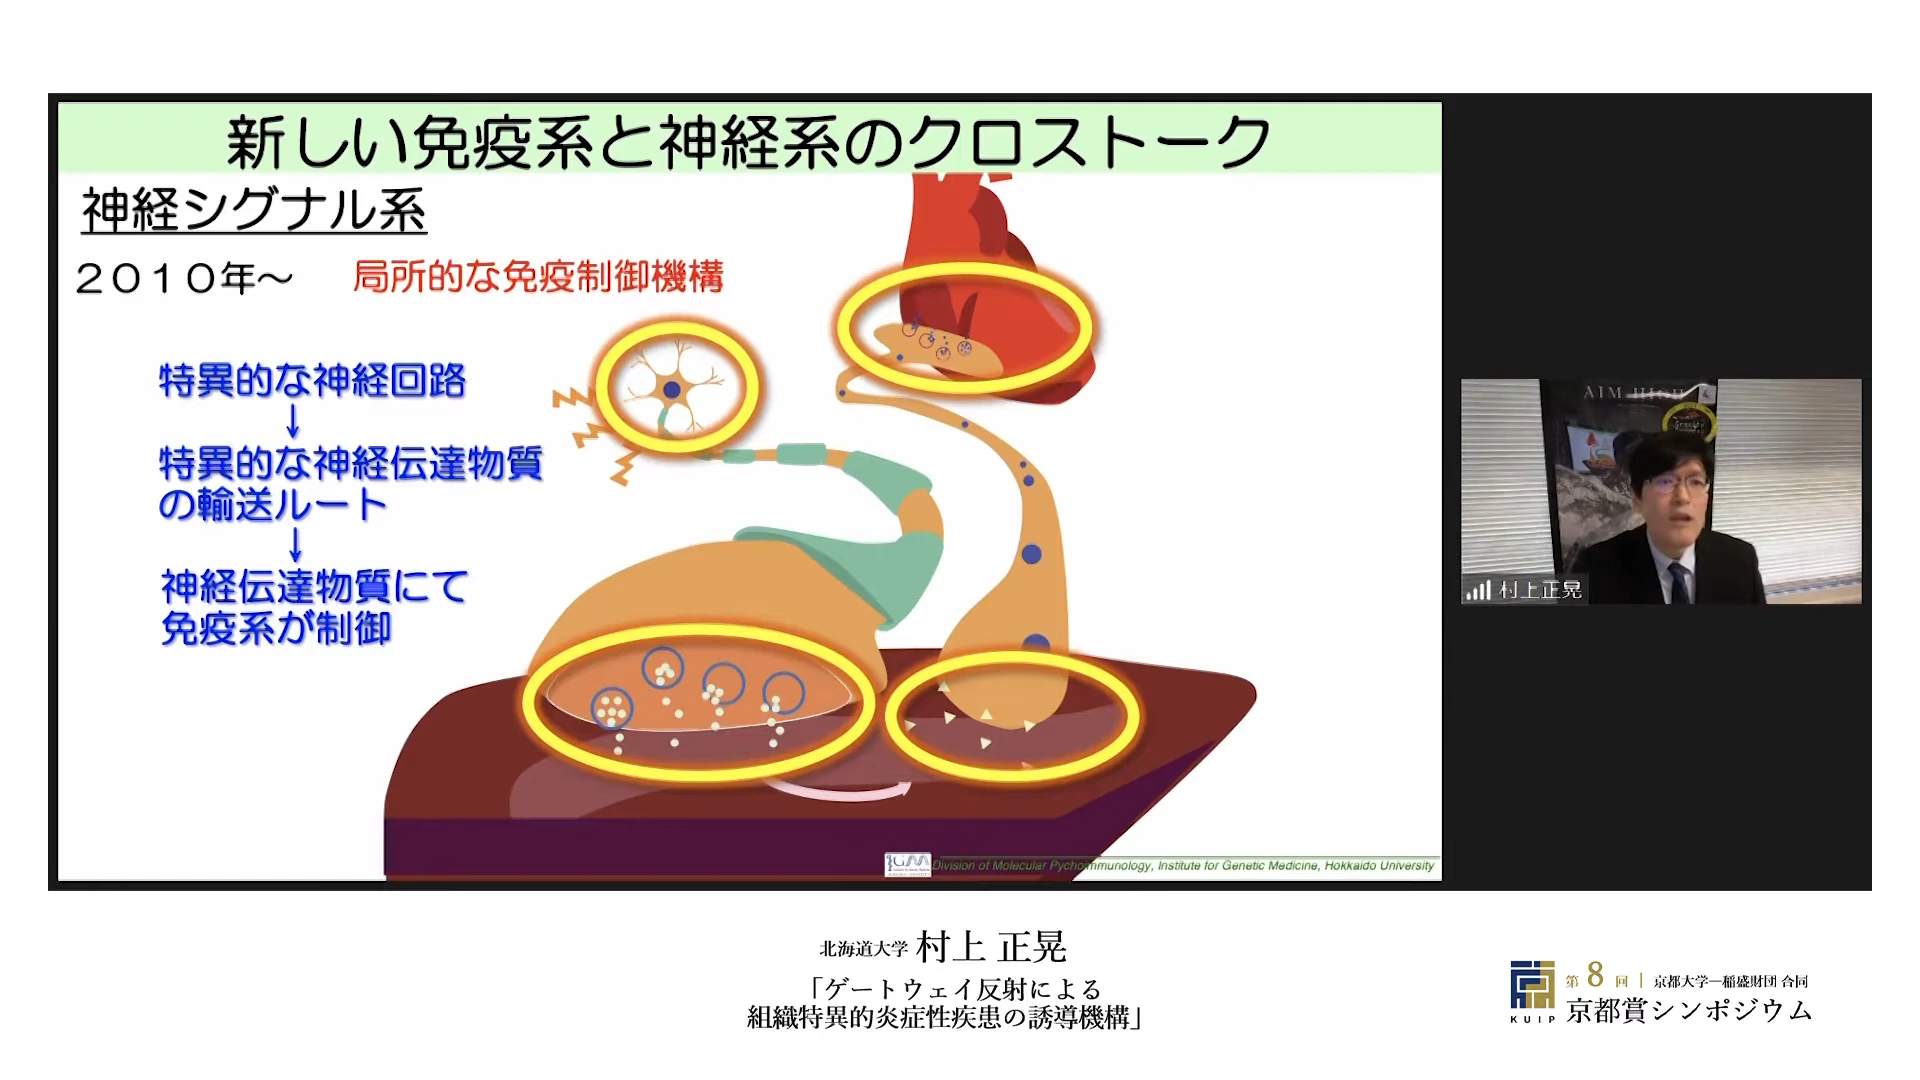 新しい免疫系と神経系のクロストーク
神経シグナル系
2010年～ 局所的な免疫制御機構
特異的な神経回路
↓
特異的な神経伝達物質
の輸送ルート
↓
神経伝達物質にて
免疫系が制御
IGM
Division of Molecular Pychoimmunology, Institute for Genetic Medicine, Hokkaido University
AIM HIGH
村上正晃
北海道大学 村上 正晃
「ゲートウェイ反射による
組織特異的炎症性疾患の誘導機構」
KUIP
第8回 | 京都大学―稲盛財団 合同
京都賞シンポジウム